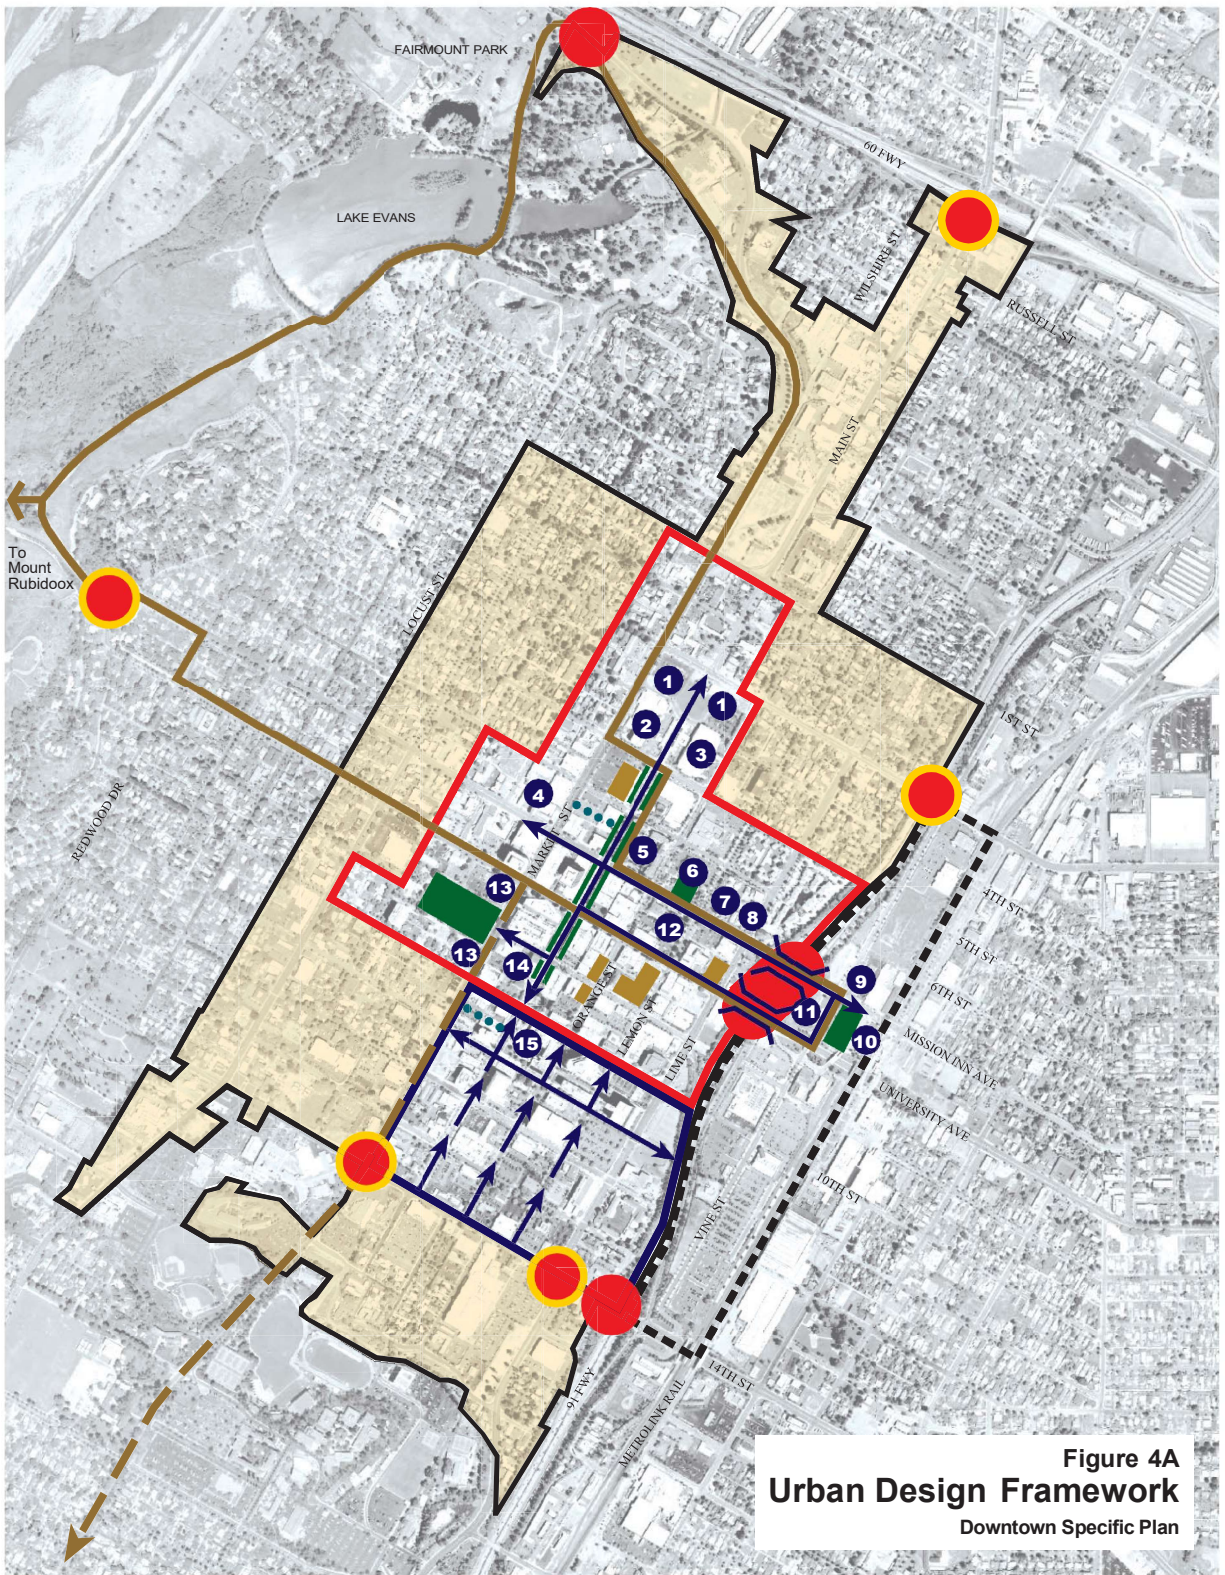 FAIRMOUNT PARK
60 FWY
LAKE EVANS
WILSHIRE ST
RUSSELL ST
MAIN ST
To
Mount
Rubidoox
LOCUST ST.
1
1
2
3
1ST ST
4
MARKET ST
REDWOOD DR
5
6
7
8
12
13
13
14
4TH ST
5TH ST
6TH ST
9
10
11
MISSION INN AVE
UNIVERSITY AVE
ORANGE ST
LEMON ST
LIME ST
15
10TH ST
VINE ST
14TH ST
91 FWY
METROLINK RAIL
Figure 4A
Urban Design Framework
Downtown Specific Plan